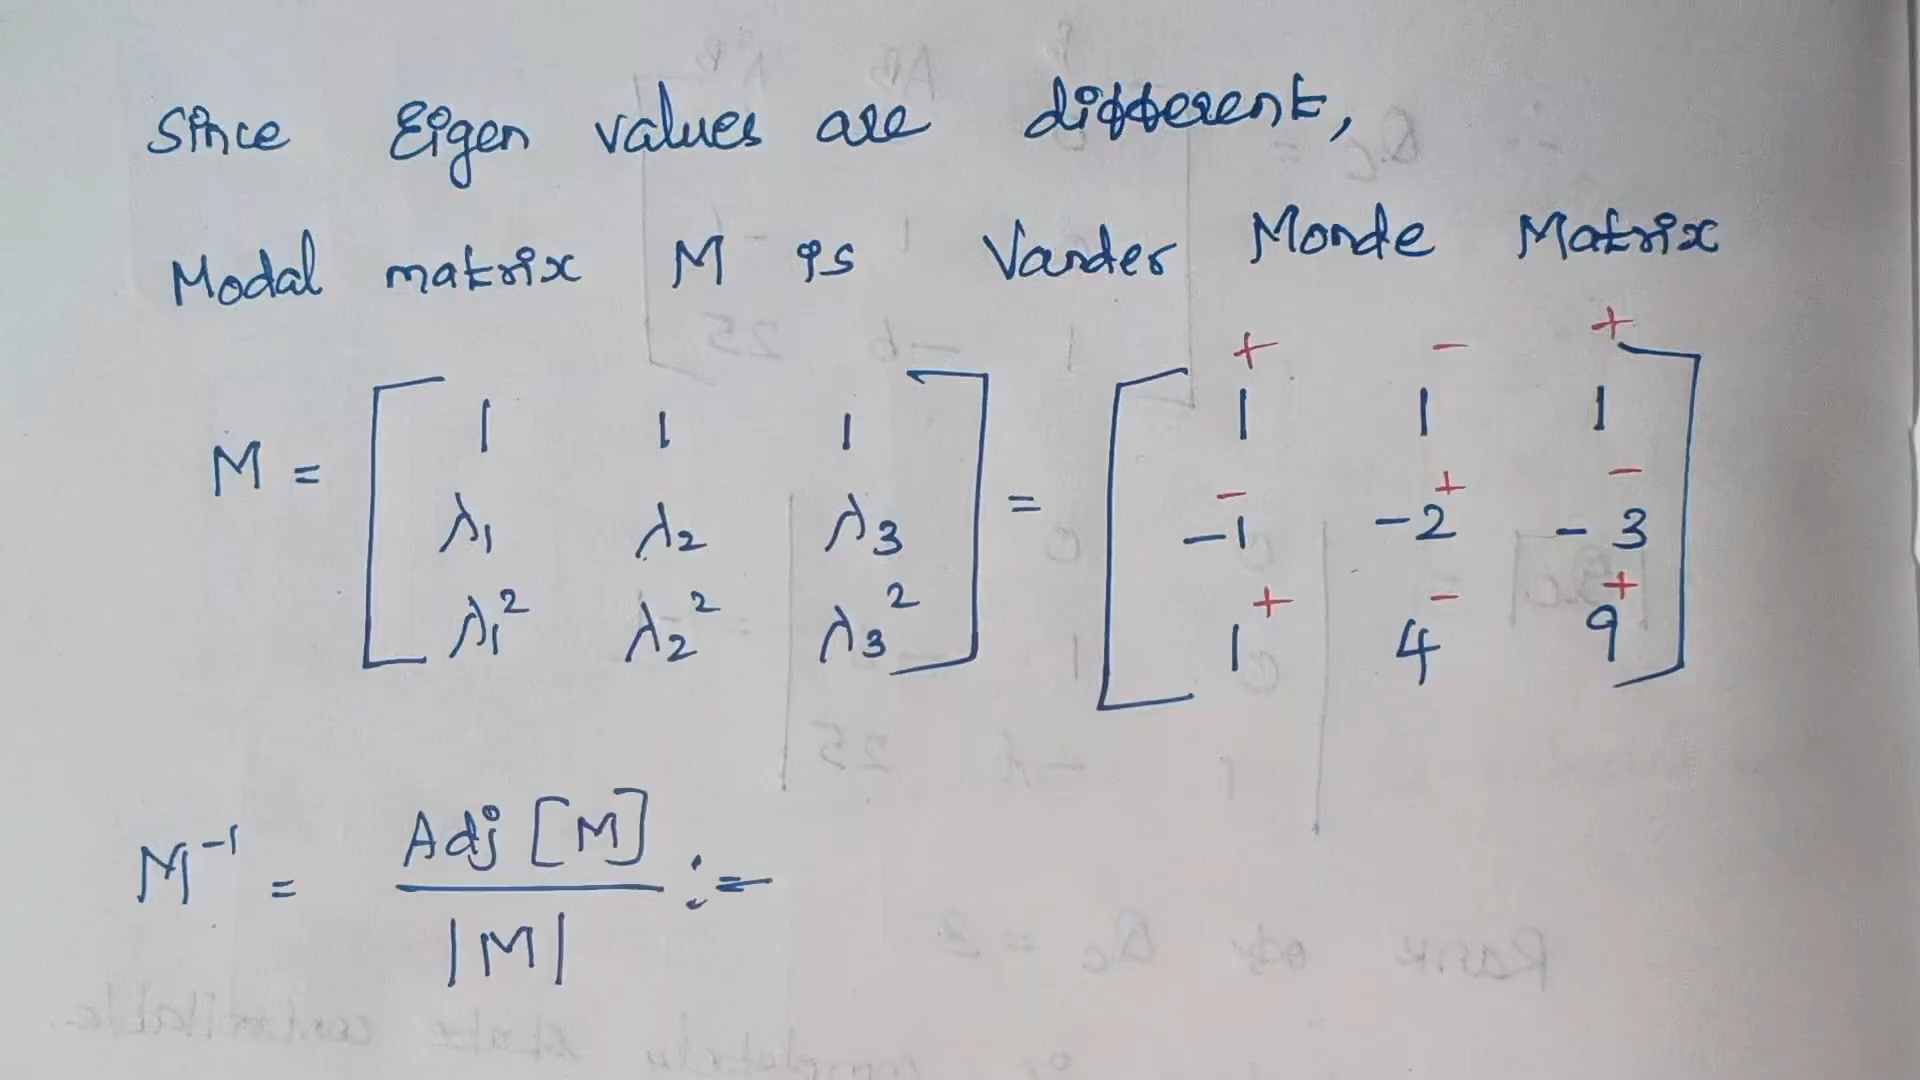 Since Eigen values are different,
Modal matrix M is Vander Monde Matrix
+ - +
M = [ 1 1 1 = [ 1 1 1
- + -
λ1 λ2 λ3 -1 -2 -3
+ - +
λ1² λ2² λ3² ] 1 4 9 ]
M⁻¹ = Adj [M] :-
|M|